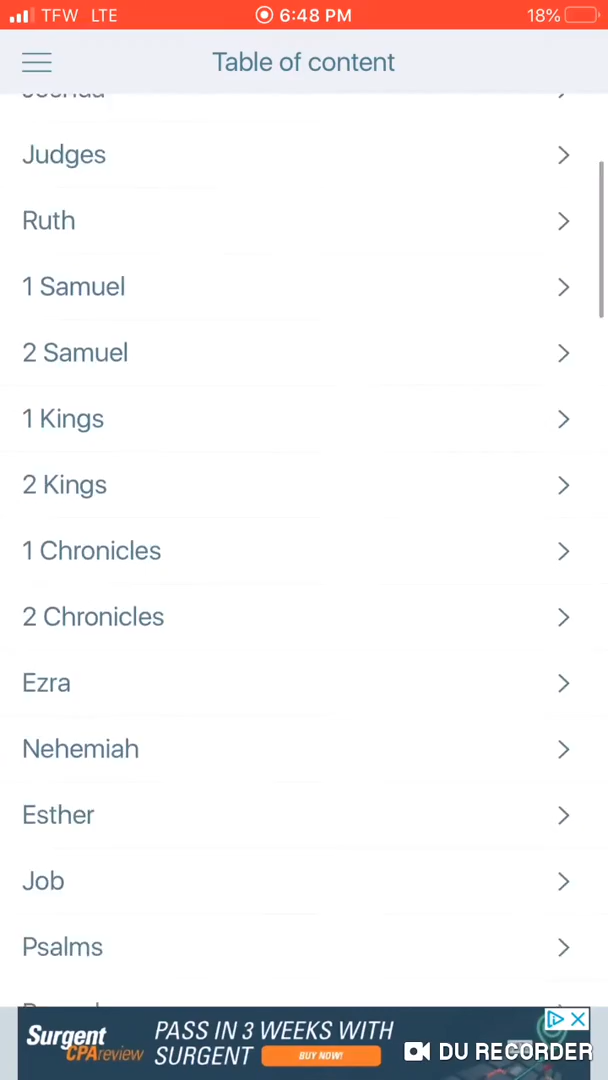 TFW LTE 6:48 PM 18%
Table of content
Joshua
Judges
Ruth
1 Samuel
2 Samuel
1 Kings
2 Kings
1 Chronicles
2 Chronicles
Ezra
Nehemiah
Esther
Job
Psalms
Surgent
CPAreview
PASS IN 3 WEEKS WITH
SURGENT BUY NOW!
DU RECORDER